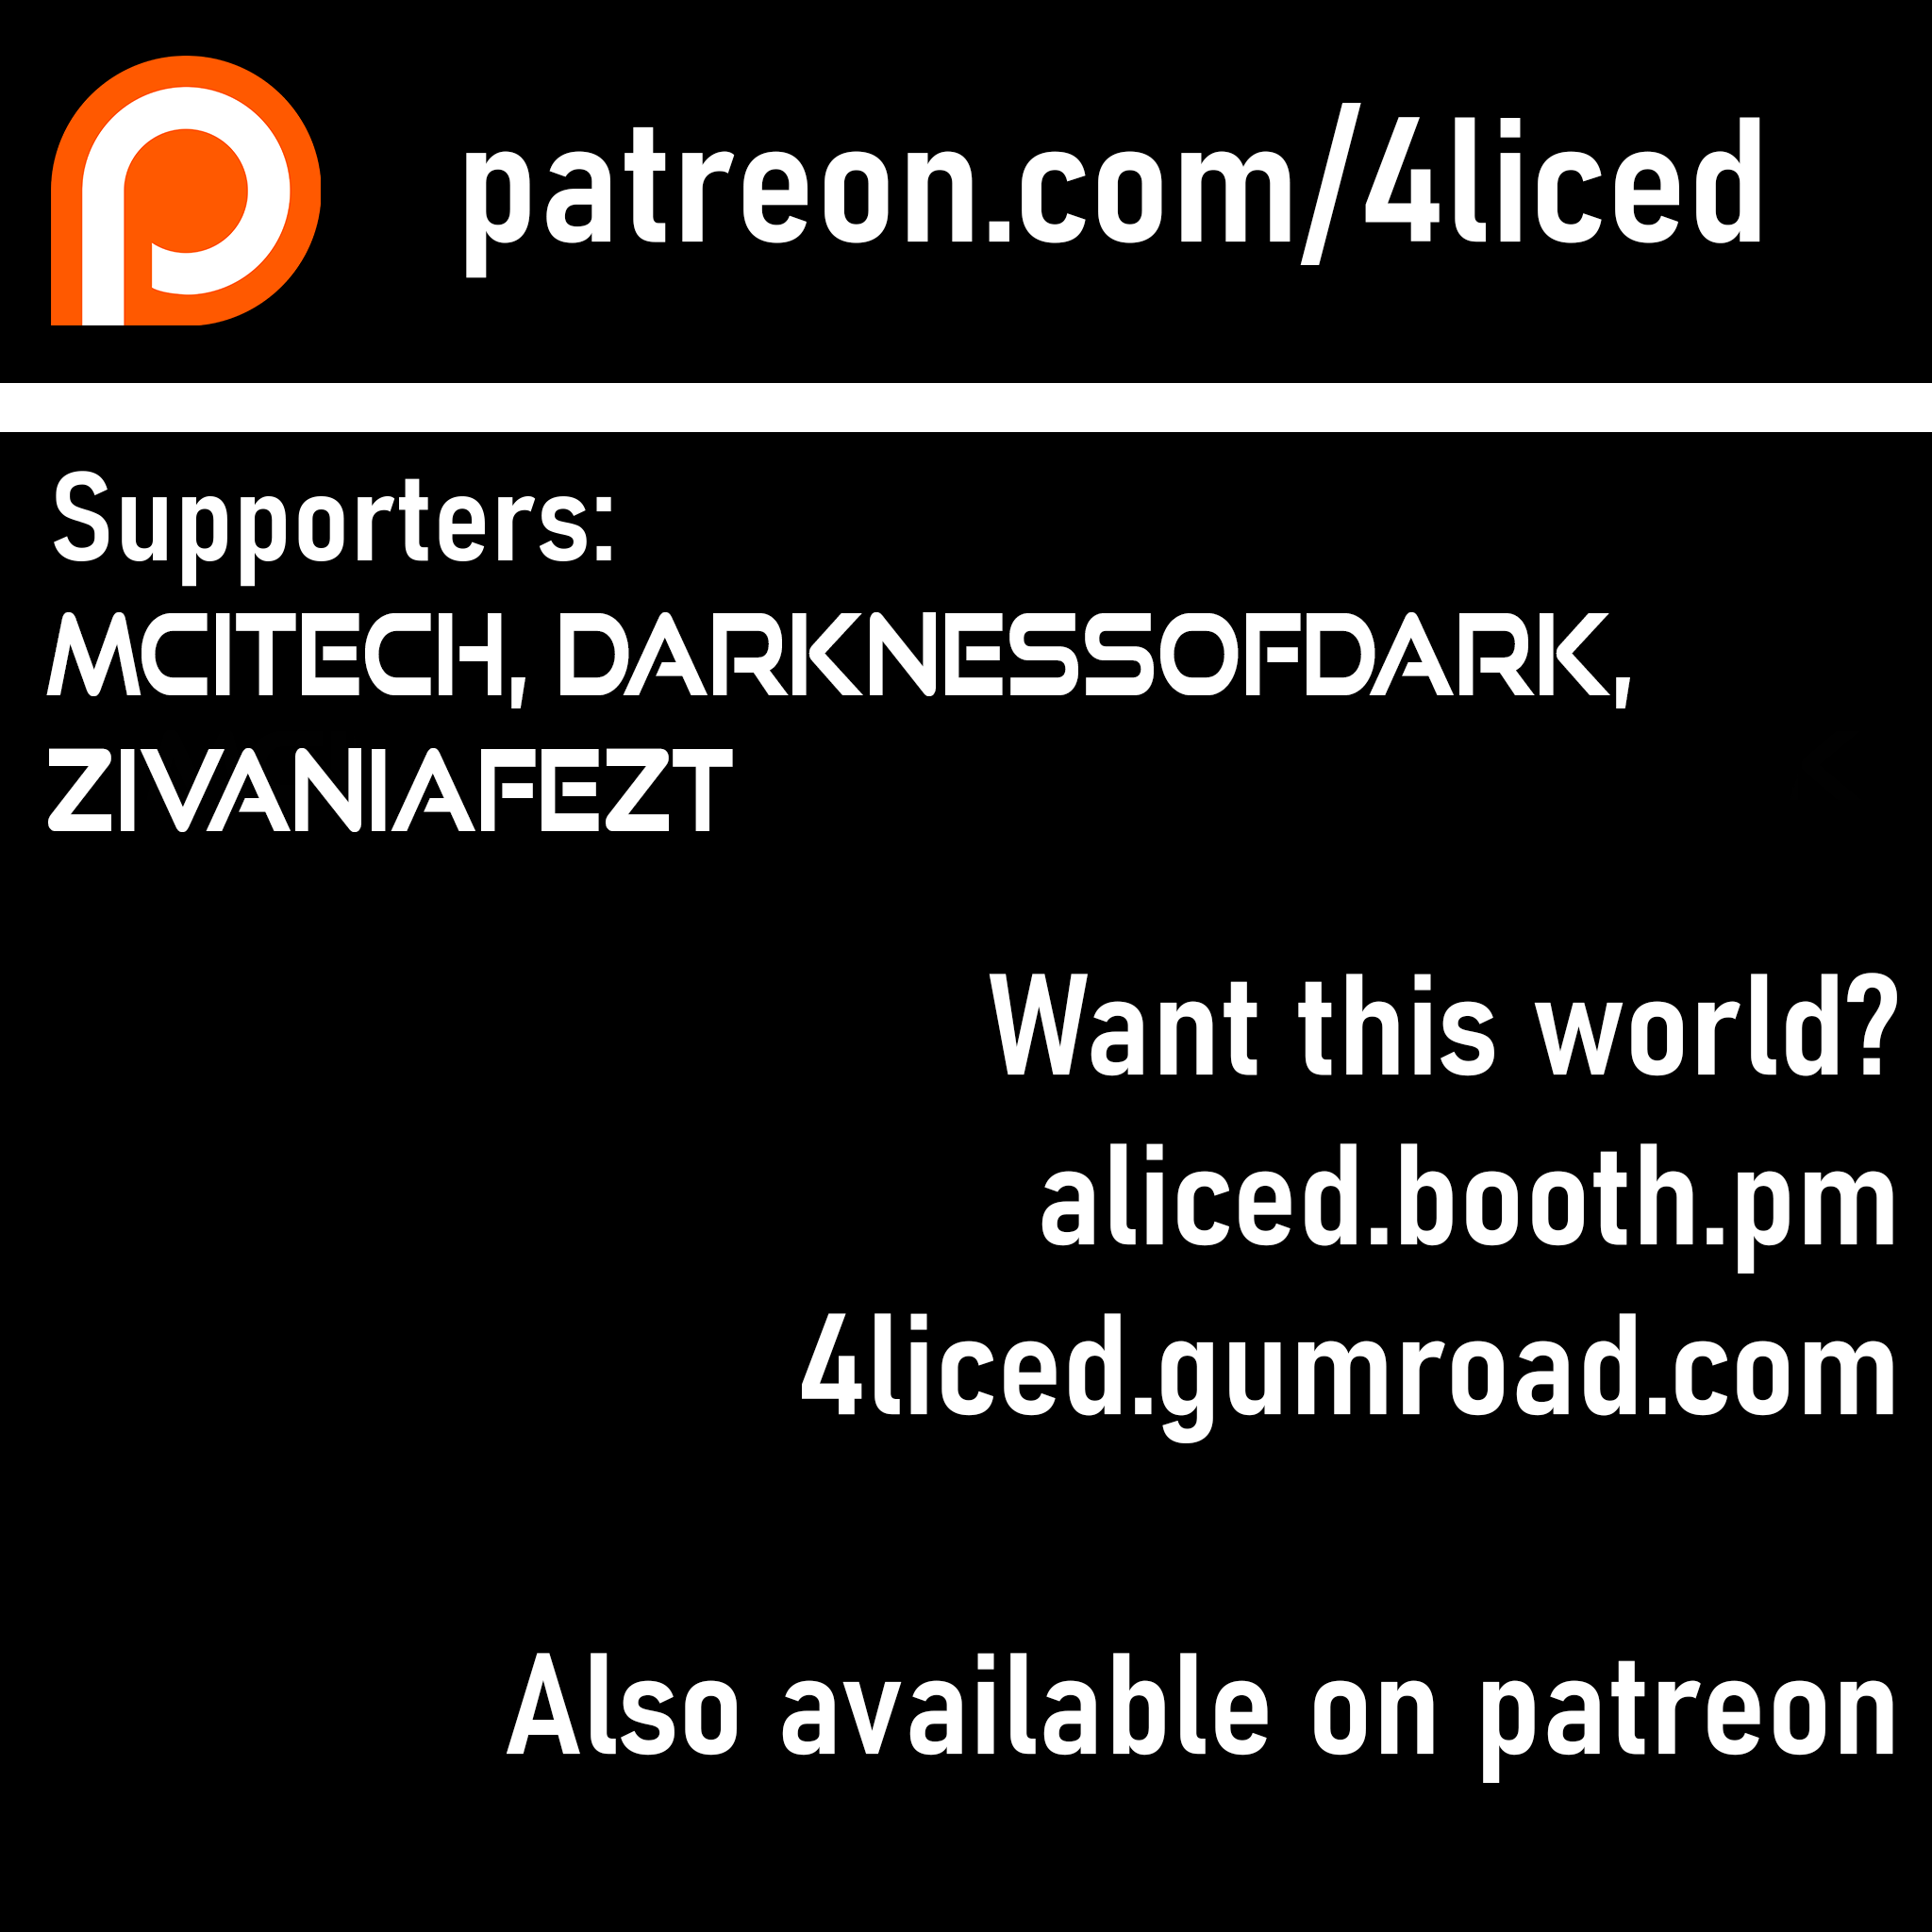 patreon.com/4liced
Supporters:
MCITECH, DARKNESSOFDARK,
ZIVANIAFEZT
Want this world?
aliced.booth.pm
4liced.gumroad.com
Also available on patreon